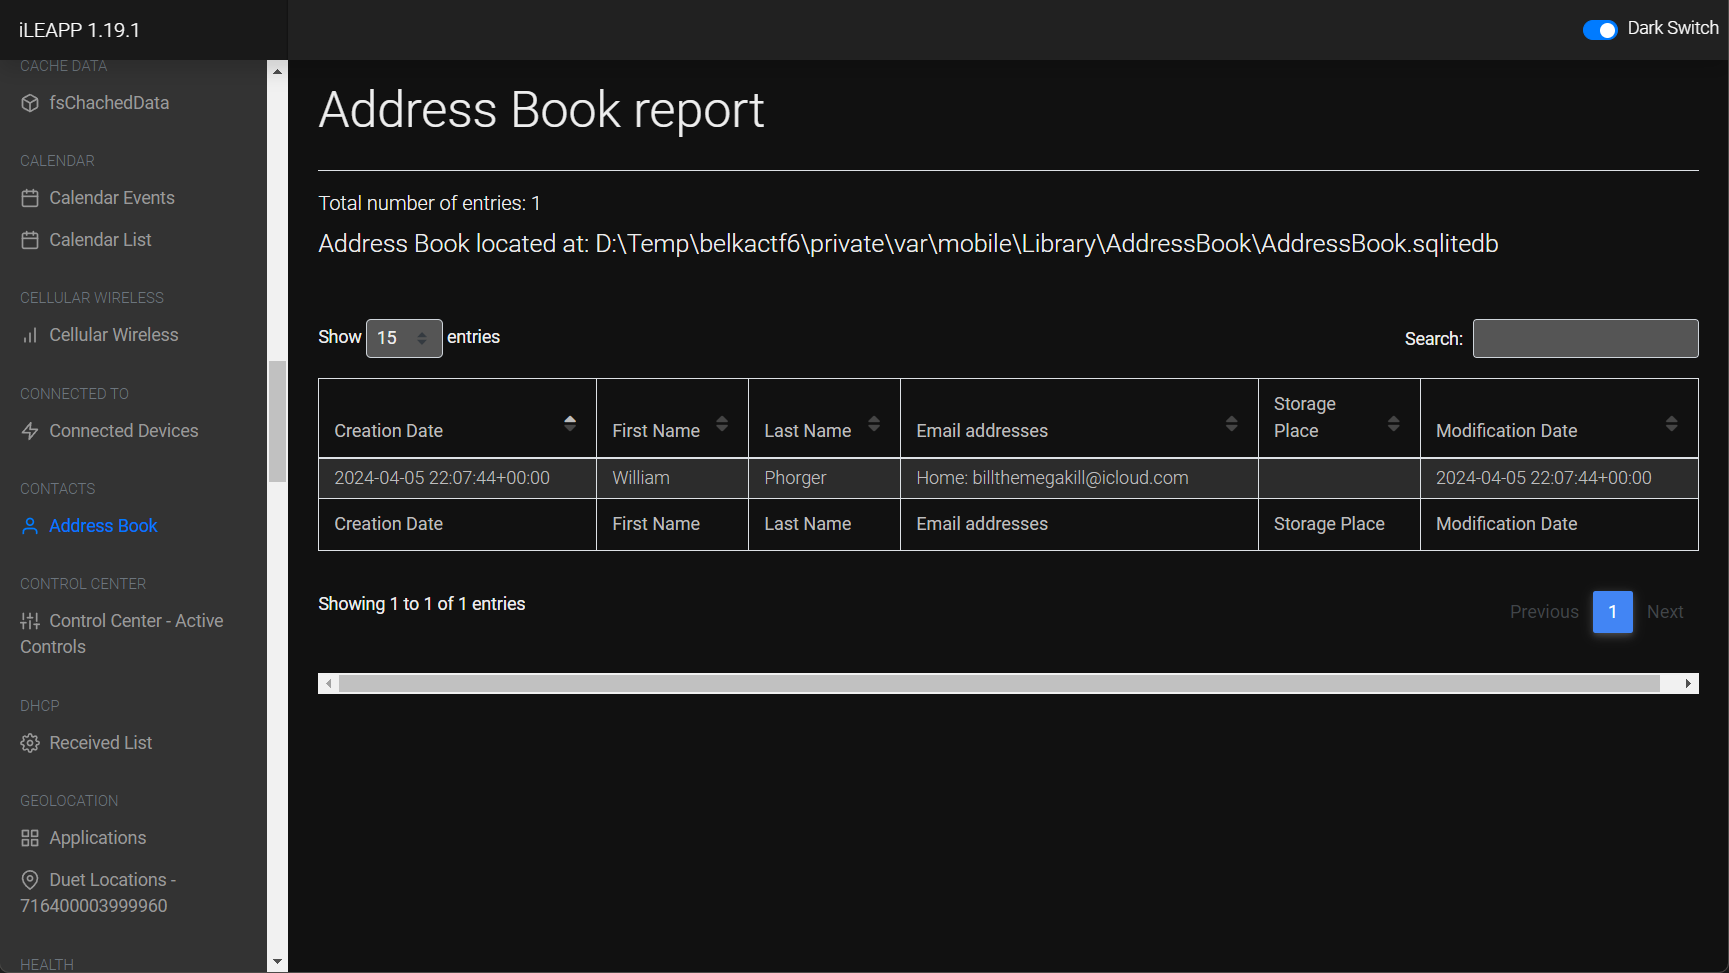 iLEAPP 1.19.1
Dark Switch
CACHE DATA
fsChachedData
CALENDAR
Calendar Events
Calendar List
CELLULAR WIRELESS
Cellular Wireless
CONNECTED TO
Connected Devices
CONTACTS
Address Book
CONTROL CENTER
Control Center - Active
Controls
DHCP
Received List
GEOLOCATION
Applications
Duet Locations -
716400003999960
HEALTH
Address Book report
Total number of entries: 1
Address Book located at: D:\Temp\belkactf6\private\var\mobile\Library\AddressBook\AddressBook.sqlitedb
Show 15 entries
Search:
Creation Date First Name Last Name Email addresses Storage Place Modification Date
2024-04-05 22:07:44+00:00 William Phorger Home: billthemegakill@icloud.com 2024-04-05 22:07:44+00:00
Creation Date First Name Last Name Email addresses Storage Place Modification Date
Showing 1 to 1 of 1 entries
Previous 1 Next